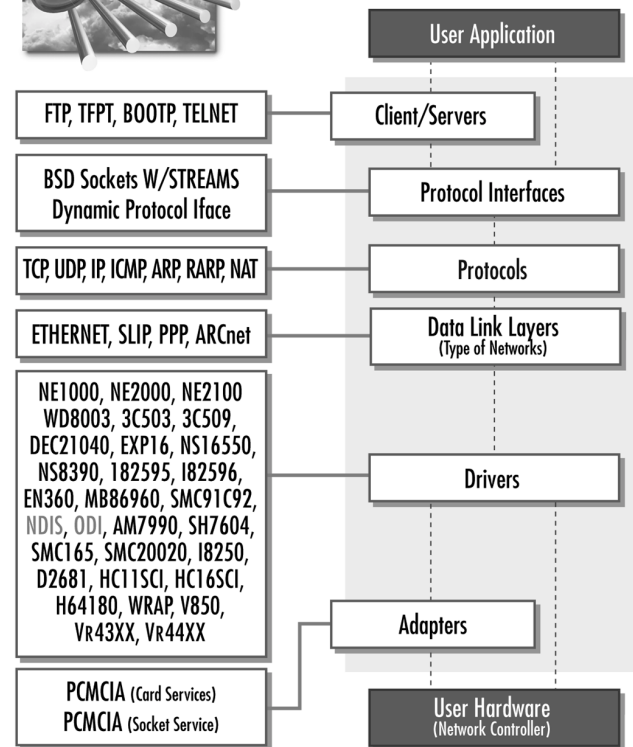 User Application
FTP, TFPT, BOOTP, TELNET
Client/Servers
BSD Sockets W/STREAMS
Dynamic Protocol Iface
Protocol Interfaces
TCP, UDP, IP, ICMP, ARP, RARP, NAT
Protocols
ETHERNET, SLIP, PPP, ARCnet
Data Link Layers
(Type of Networks)
NE1000, NE2000, NE2100
WD8003, 3C503, 3C509,
DEC21040, EXP16, NS16550,
NS8390, 182595, I82596,
EN360, MB86960, SMC91C92,
NDIS, ODI, AM7990, SH7604,
SMC165, SMC20020, I8250,
D2681, HC11SCI, HC16SCI,
H64180, WRAP, V850,
VR43XX, VR44XX
Drivers
Adapters
PCMCIA (Card Services)
PCMCIA (Socket Service)
User Hardware
(Network Controller)